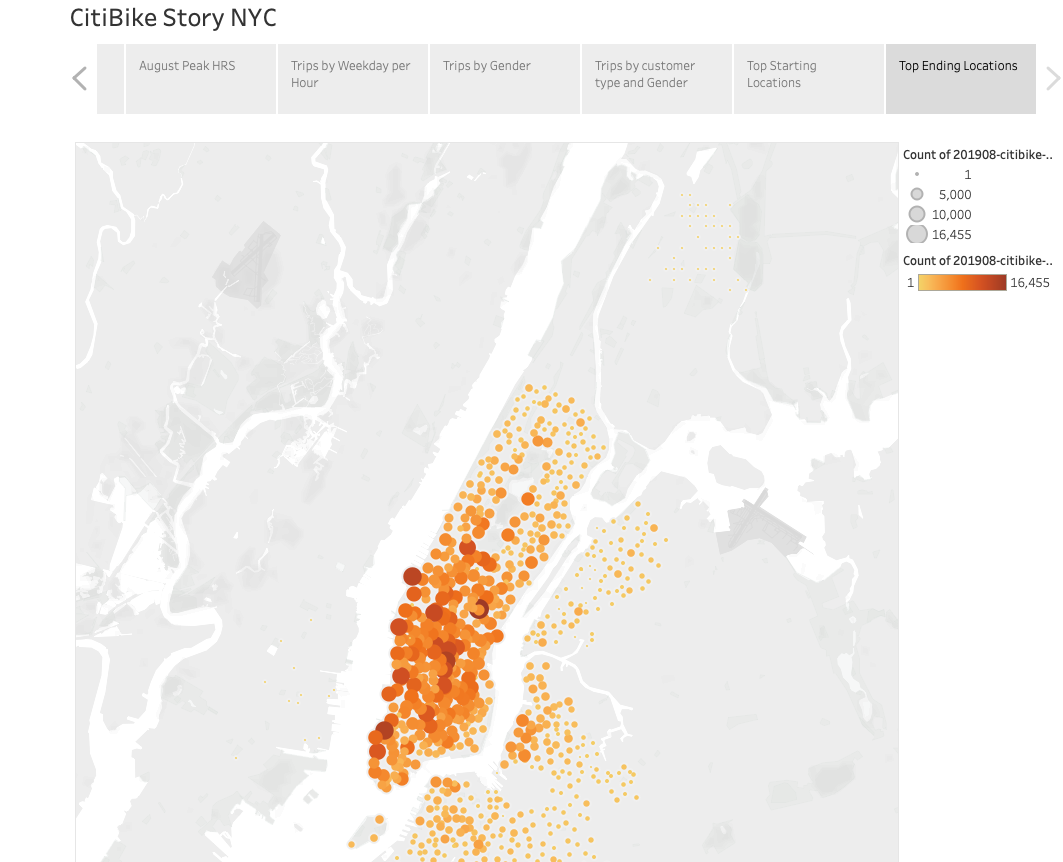 CitiBike Story NYC
August Peak HRS
Trips by Weekday per
Hour
Trips by Gender
Trips by customer
type and Gender
Top Starting
Locations
Top Ending Locations
Count of 201908-citibike-..
1
5,000
10,000
16,455
Count of 201908-citibike-..
1
16,455